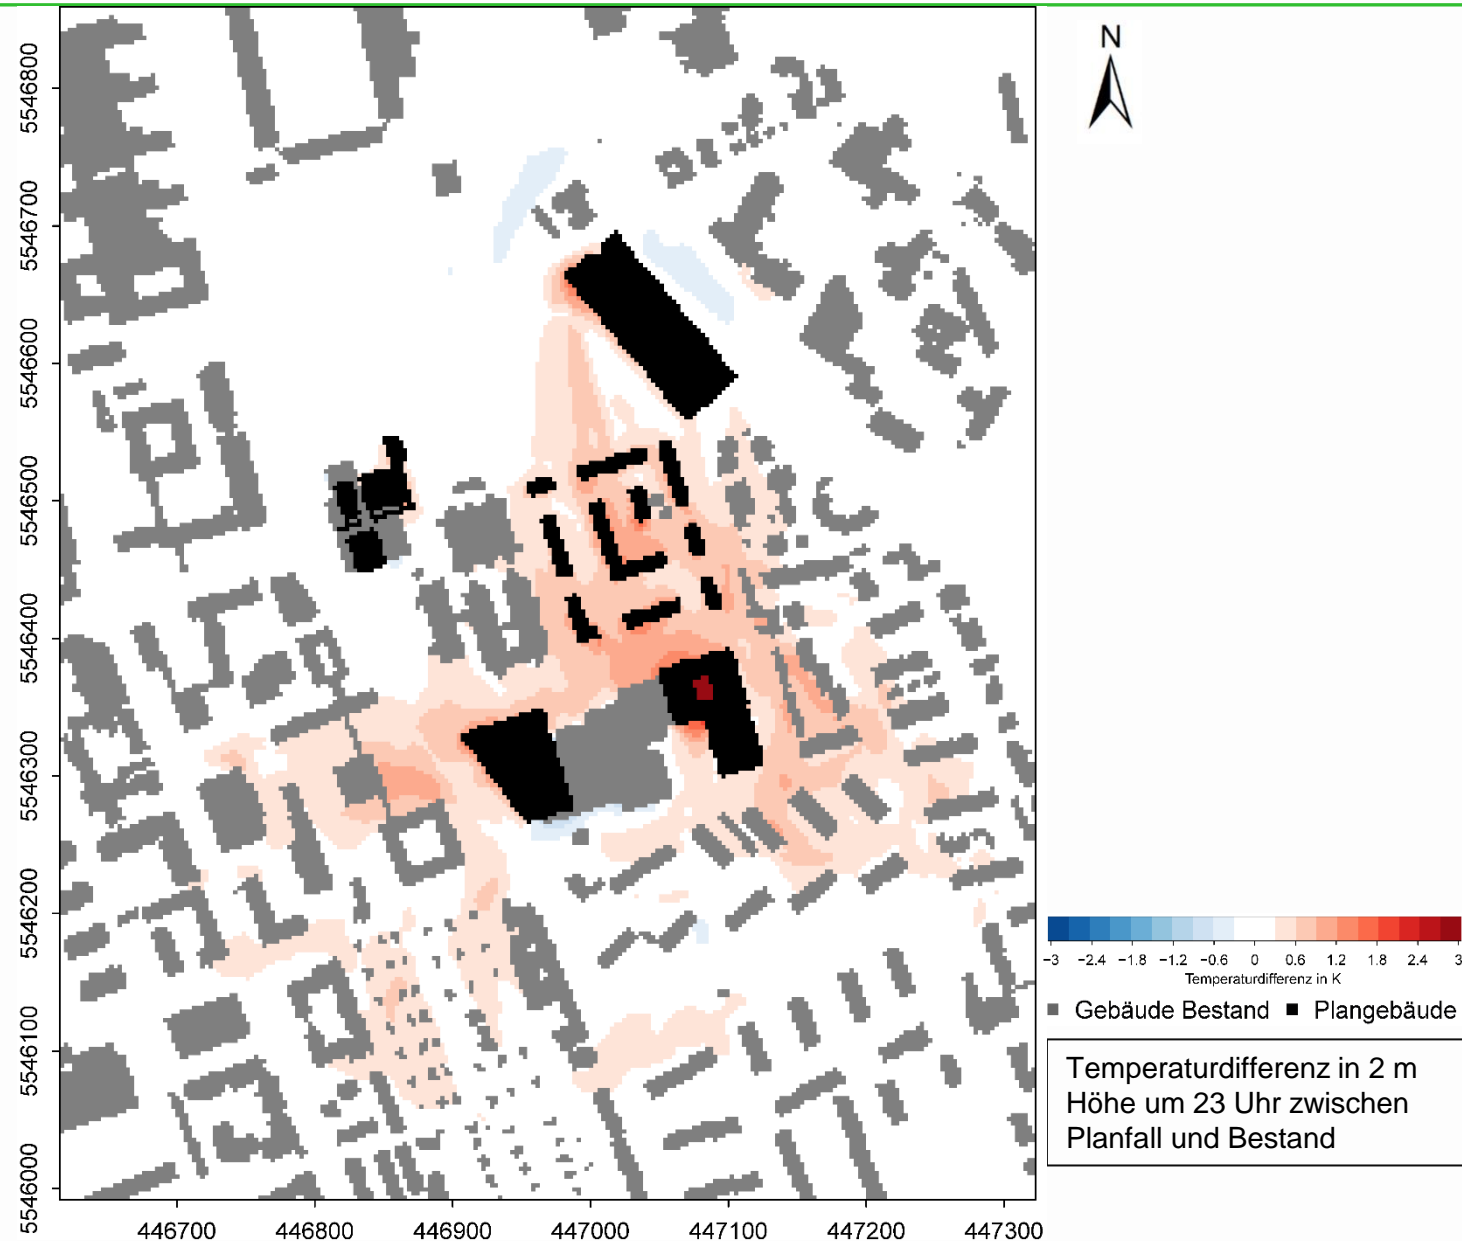 N
5546800
5546700
5546600
5546500
5546400
5546300
5546200
5546100
5546000
446700 446800 446900 447000 447100 447200 447300
−3 −2.4 −1.8 −1.2 −0.6 0 0.6 1.2 1.8 2.4 3
Temperaturdifferenz in K
Gebäude Bestand Plangebäude
Temperaturdifferenz in 2 m
Höhe um 23 Uhr zwischen
Planfall und Bestand